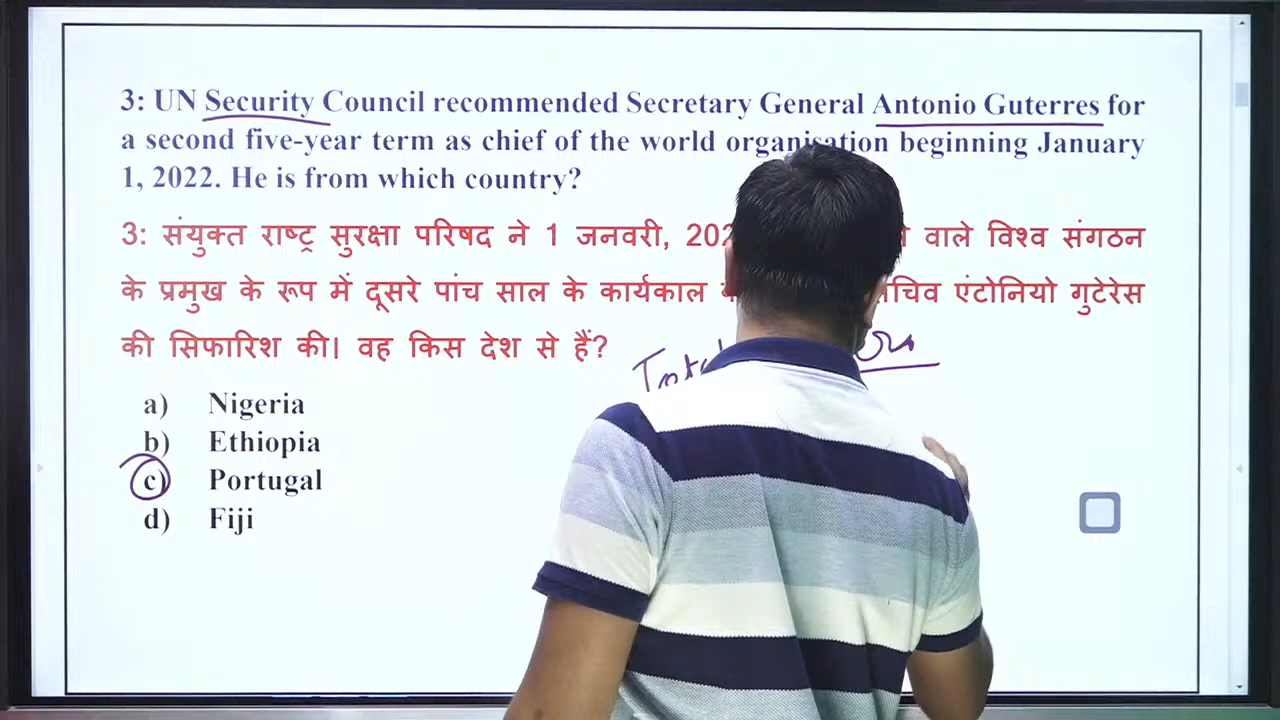 3: UN Security Council recommended Secretary General Antonio Guterres for
a second five-year term as chief of the world organisation beginning January
1, 2022. He is from which country?
3: संयुक्त राष्ट्र सुरक्षा परिषद ने 1 जनवरी, वाले विश्व संगठन
के प्रमुख के रूप में दूसरे पांच साल के कार्यकाल एंटोनियो गुटेरेस
की सिफारिश की। वह किस देश से हैं?
a) Nigeria
b) Ethiopia
c) Portugal
d) Fiji